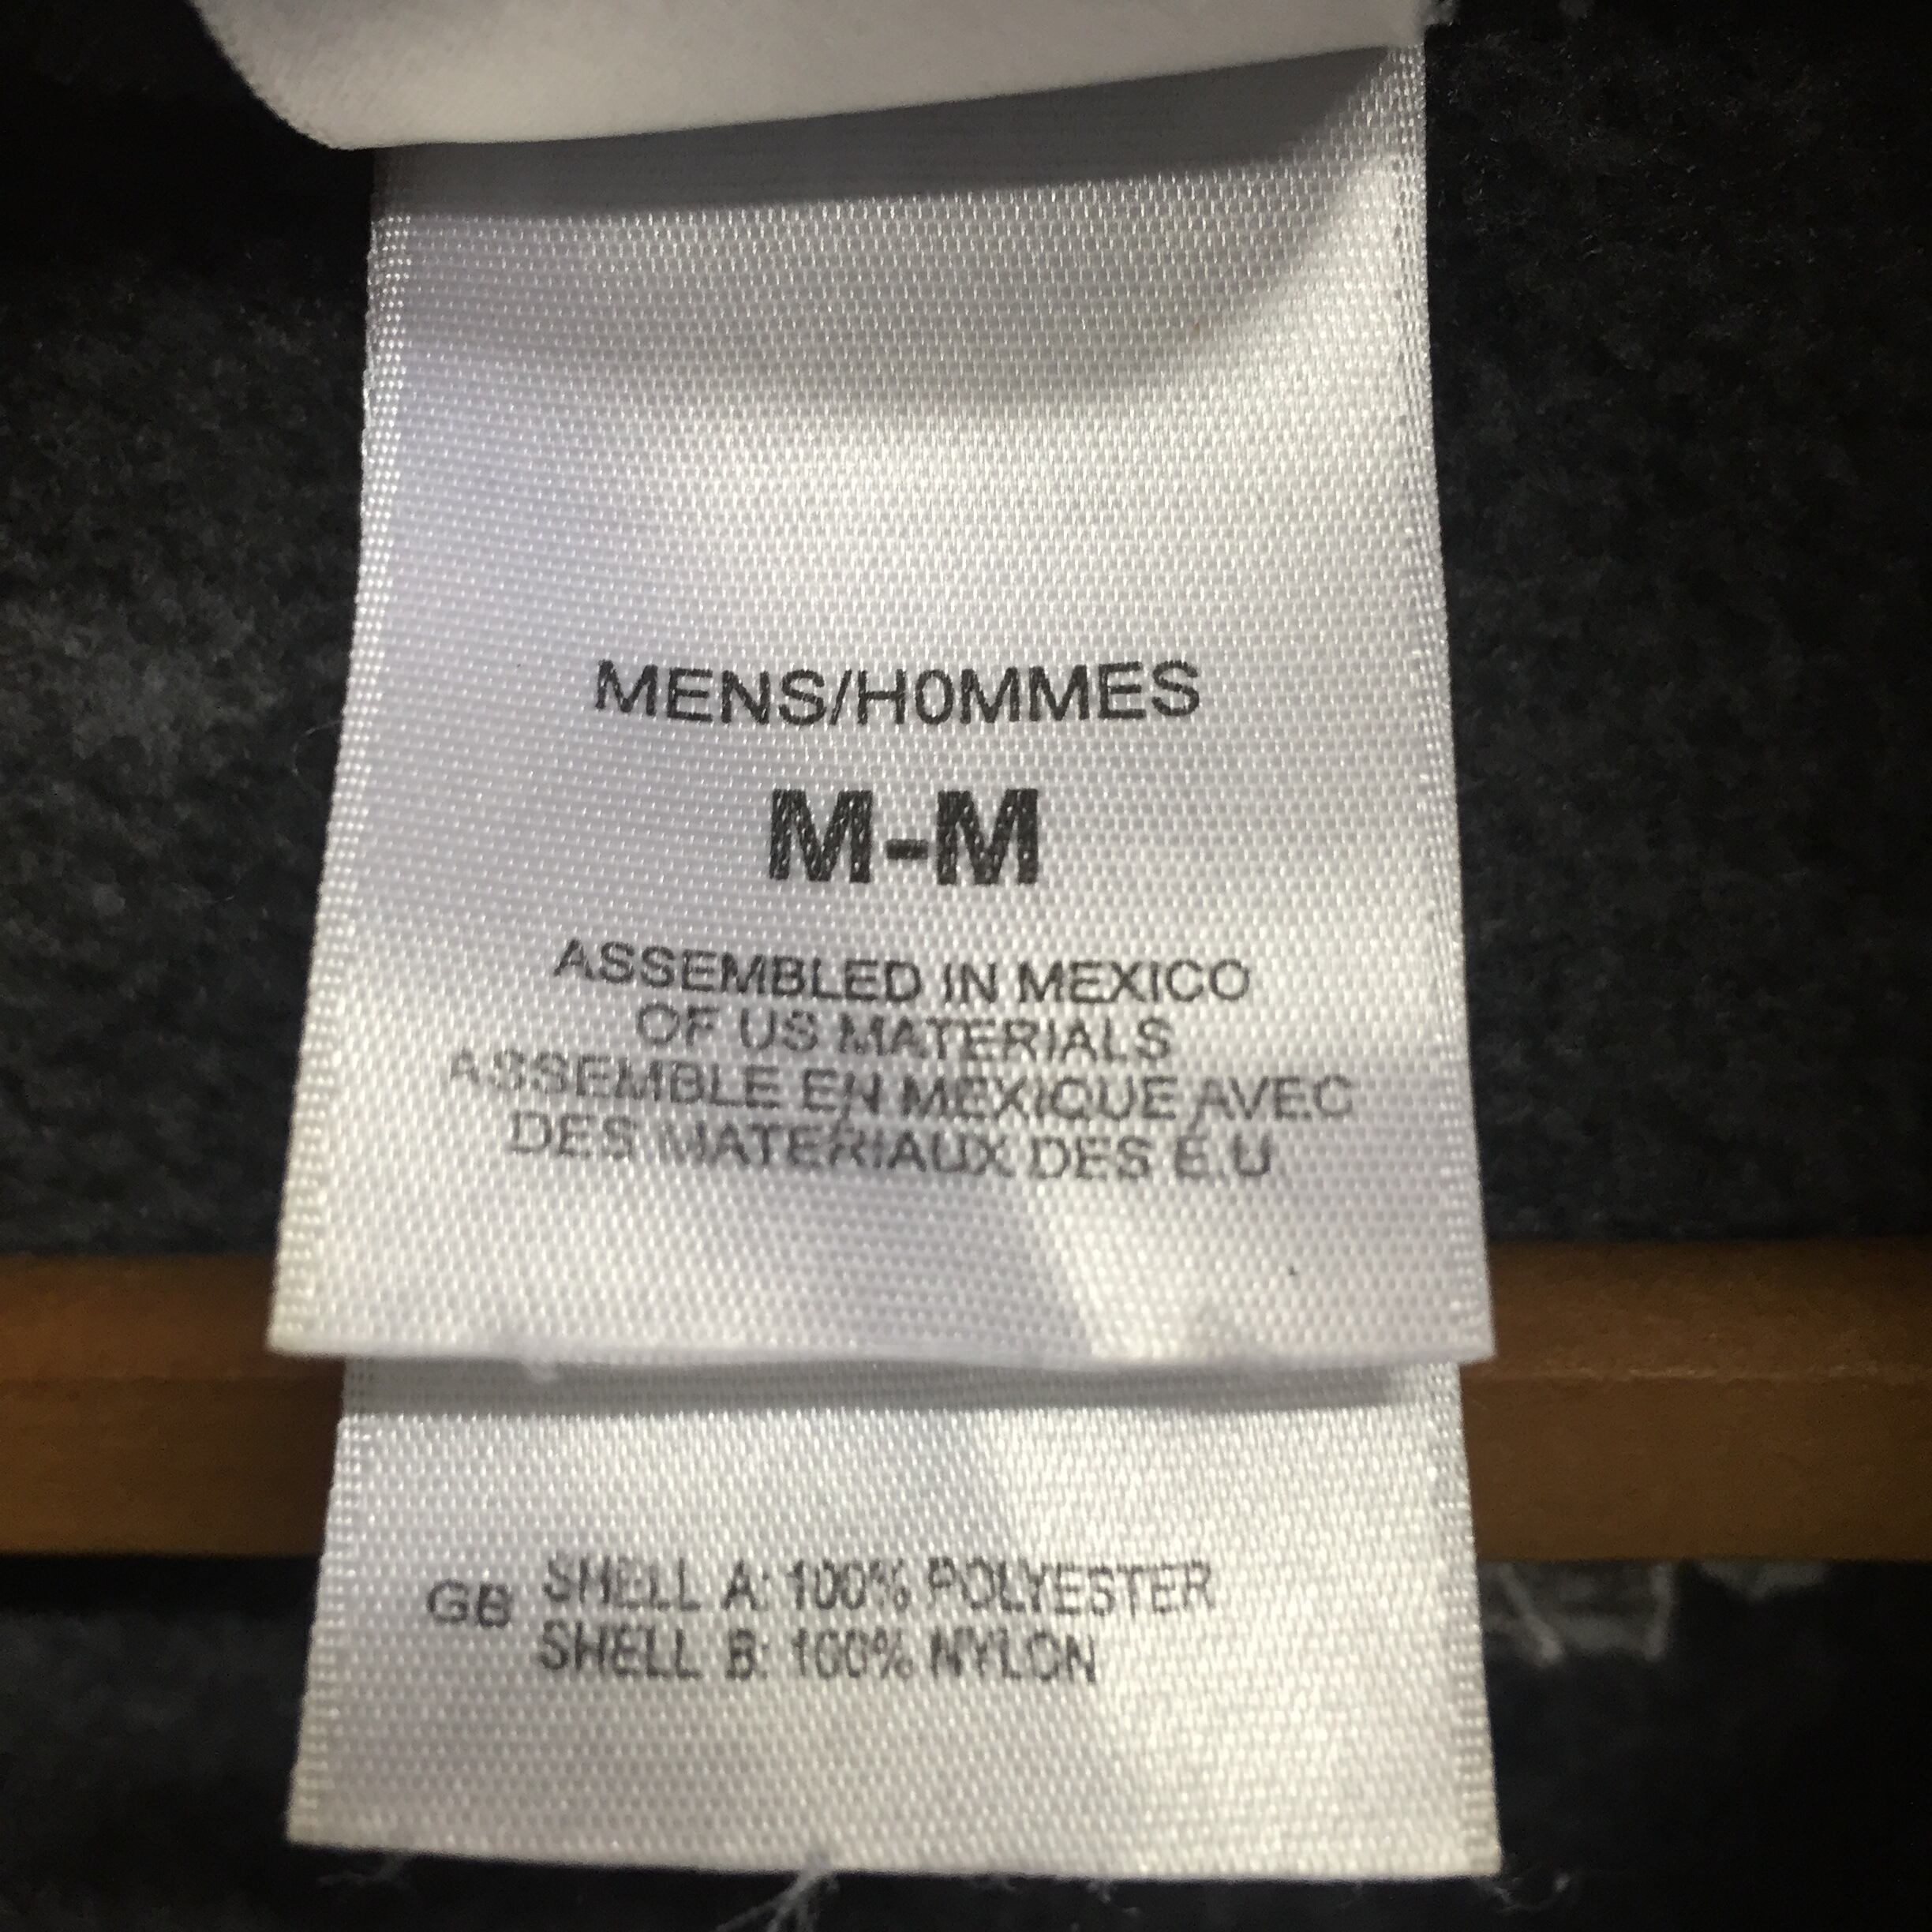 MENS/HOMMES
M-M
ASSEMBLED IN MEXICO
OF US MATERIALS
ASSEMBLE EN MEXIQUE AVEC
DES MATERIAUX DES E.U
GB SHELL A: 100% POLYESTER
SHELL B: 100% NYLON